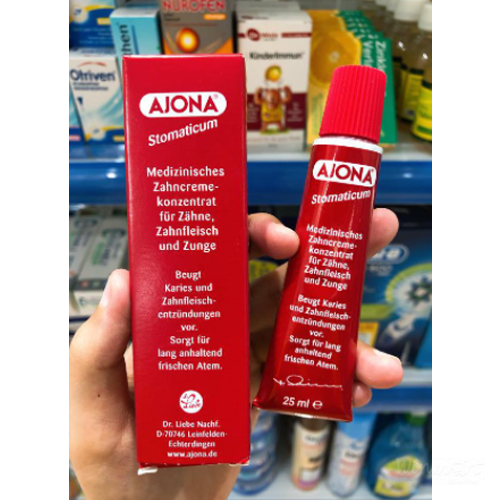 NUROFEN
Otriven
Kinderimmun
AJONA®
Stomaticum
Medizinisches
Zahncreme-
konzentrat
für Zähne,
Zahnfleisch
und Zunge
Beugt
Karies und
Zahnfleisch-
entzündungen
vor.
Sorgt für
lang anhaltend
frischen Atem.
Dr. Liebe Nachf.
D-70746 Leinfelden-
Echterdingen
www.ajona.de
AJONA®
Stomaticum
Medizinisches
Zahncreme-
konzentrat
für Zähne,
Zahnfleisch
und Zunge
Beugt Karies
und Zahnfleisch-
entzündungen
vor.
Sorgt für lang
anhaltend
frischen Atem.
25 ml ℮